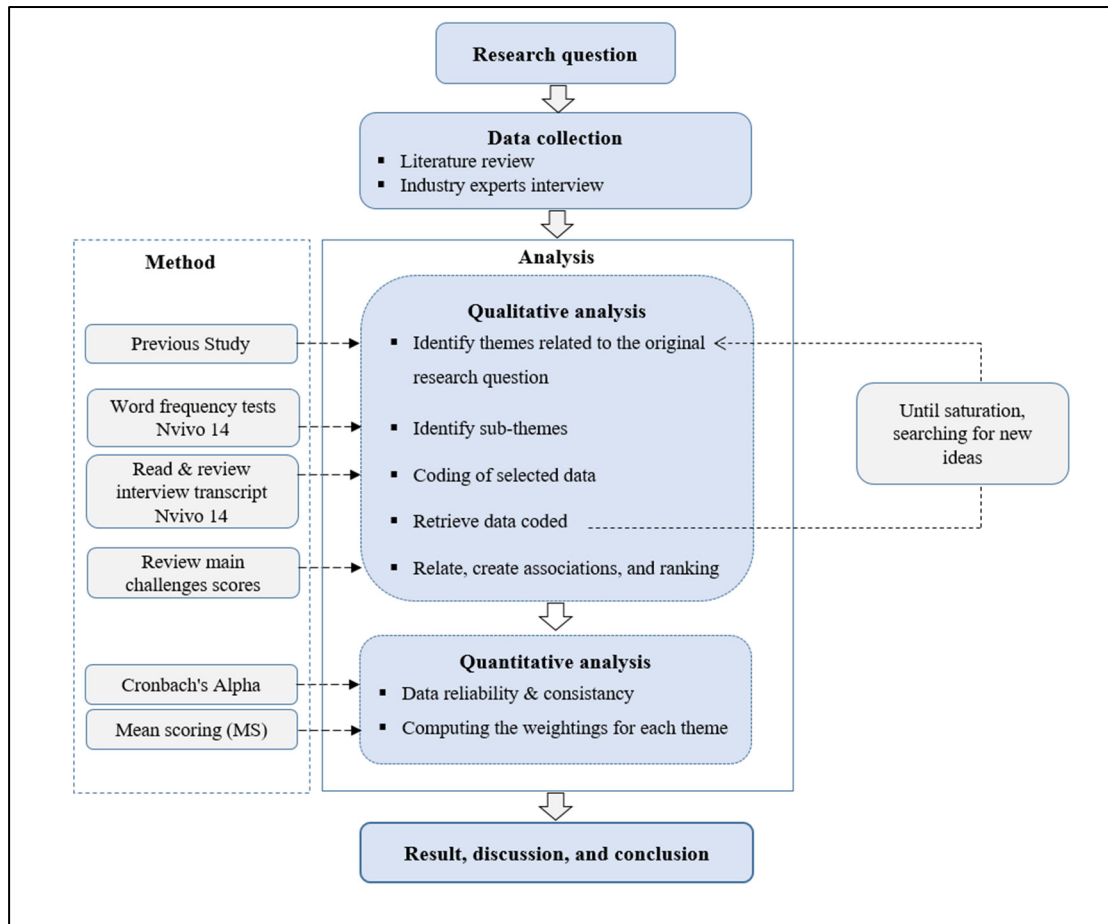 Research question
Data collection
▪ Literature review
▪ Industry experts interview
Method
Analysis
Previous Study
Word frequency tests
Nvivo 14
Read & review
interview transcript
Nvivo 14
Review main
challenges scores
Cronbach's Alpha
Mean scoring (MS)
Qualitative analysis
▪ Identify themes related to the original
research question
▪ Identify sub-themes
▪ Coding of selected data
▪ Retrieve data coded
▪ Relate, create associations, and ranking
Until saturation,
searching for new
ideas
Quantitative analysis
▪ Data reliability & consistancy
▪ Computing the weightings for each theme
Result, discussion, and conclusion